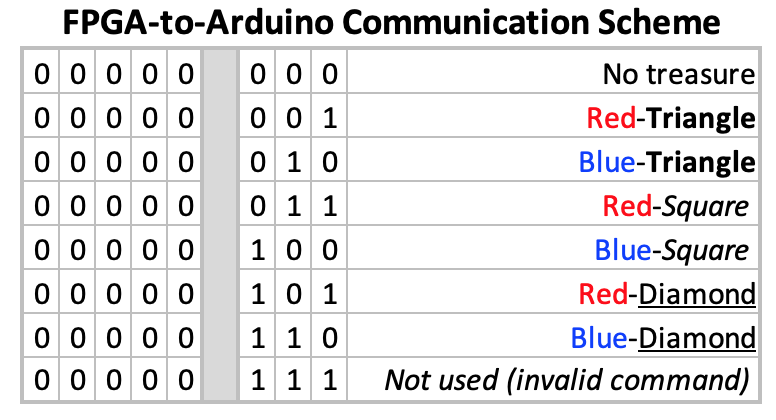 FPGA-to-Arduino Communication Scheme
0 0 0 0 0 0 0 0 No treasure
0 0 0 0 0 0 0 1 Red-Triangle
0 0 0 0 0 0 1 0 Blue-Triangle
0 0 0 0 0 0 1 1 Red-Square
0 0 0 0 0 1 0 0 Blue-Square
0 0 0 0 0 1 0 1 Red-Diamond
0 0 0 0 0 1 1 0 Blue-Diamond
0 0 0 0 0 1 1 1 Not used (invalid command)